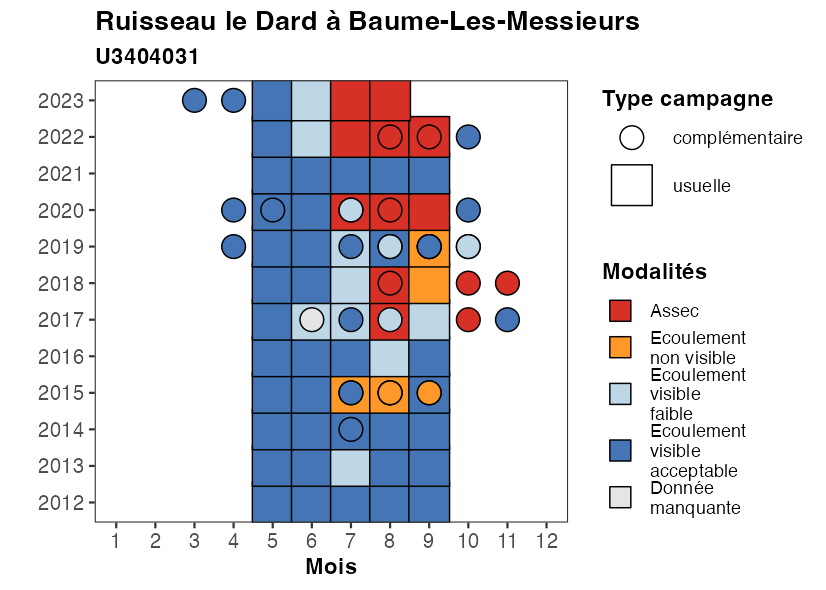 Ruisseau le Dard à Baume-Les-Messieurs
U3404031
2023
2022
2021
2020
2019
2018
2017
2016
2015
2014
2013
2012
1 2 3 4 5 6 7 8 9 10 11 12
Mois
Type campagne
complémentaire
usuelle
Modalités
Assec
Ecoulement
non visible
Ecoulement
visible
faible
Ecoulement
visible
acceptable
Donnée
manquante